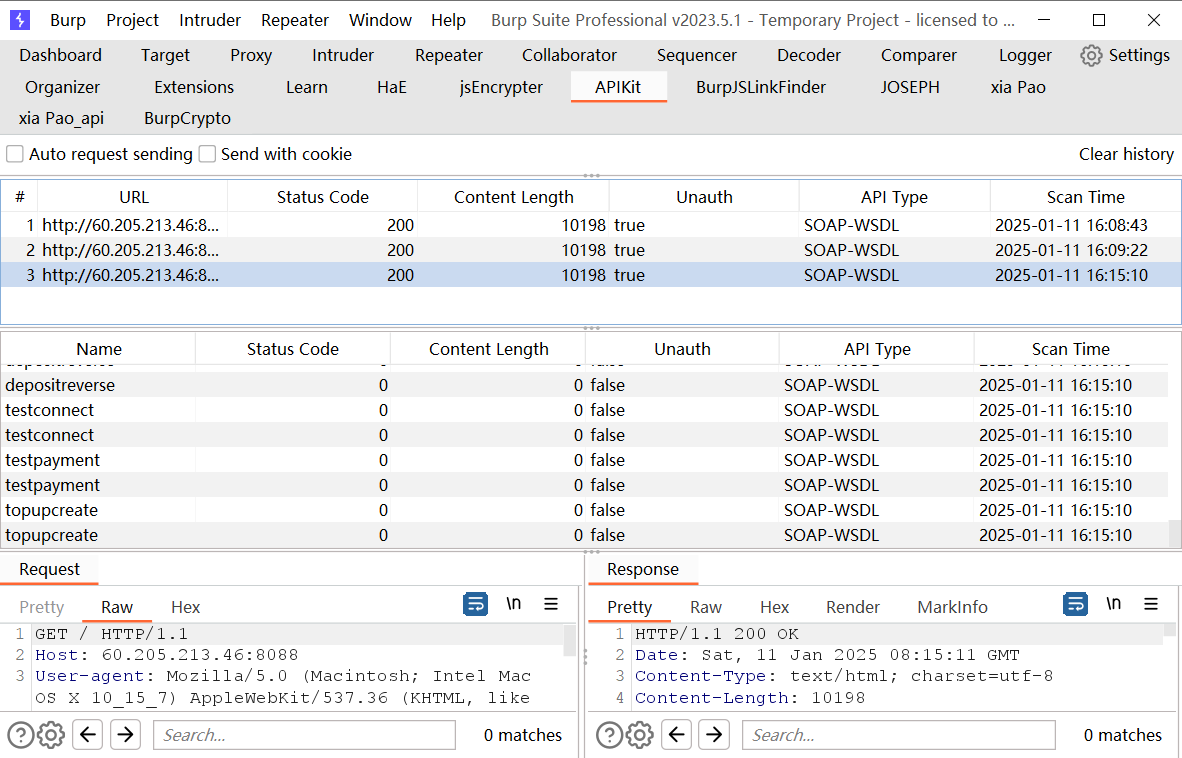 Burp Project Intruder Repeater Window Help Burp Suite Professional v2023.5.1 - Temporary Project - licensed to ...
Dashboard Target Proxy Intruder Repeater Collaborator Sequencer Decoder Comparer Logger Settings
Organizer Extensions Learn HaE jsEncrypter APIKit BurpJSLinkFinder JOSEPH xia Pao
xia Pao_api BurpCrypto
Auto request sending Send with cookie Clear history
# URL Status Code Content Length Unauth API Type Scan Time
1 http://60.205.213.46:8... 200 10198 true SOAP-WSDL 2025-01-11 16:08:43
2 http://60.205.213.46:8... 200 10198 true SOAP-WSDL 2025-01-11 16:09:22
3 http://60.205.213.46:8... 200 10198 true SOAP-WSDL 2025-01-11 16:15:10
Name Status Code Content Length Unauth API Type Scan Time
depositreverse 0 0 false SOAP-WSDL 2025-01-11 16:15:10
testconnect 0 0 false SOAP-WSDL 2025-01-11 16:15:10
testconnect 0 0 false SOAP-WSDL 2025-01-11 16:15:10
testpayment 0 0 false SOAP-WSDL 2025-01-11 16:15:10
testpayment 0 0 false SOAP-WSDL 2025-01-11 16:15:10
topupcreate 0 0 false SOAP-WSDL 2025-01-11 16:15:10
topupcreate 0 0 false SOAP-WSDL 2025-01-11 16:15:10
Request
Pretty Raw Hex \n
1 GET / HTTP/1.1
2 Host: 60.205.213.46:8088
3 User-agent: Mozilla/5.0 (Macintosh; Intel Mac
OS X 10_15_7) AppleWebKit/537.36 (KHTML, like
Search... 0 matches
Response
Pretty Raw Hex Render MarkInfo \n
1 HTTP/1.1 200 OK
2 Date: Sat, 11 Jan 2025 08:15:11 GMT
3 Content-Type: text/html; charset=utf-8
4 Content-Length: 10198
Search... 0 matches